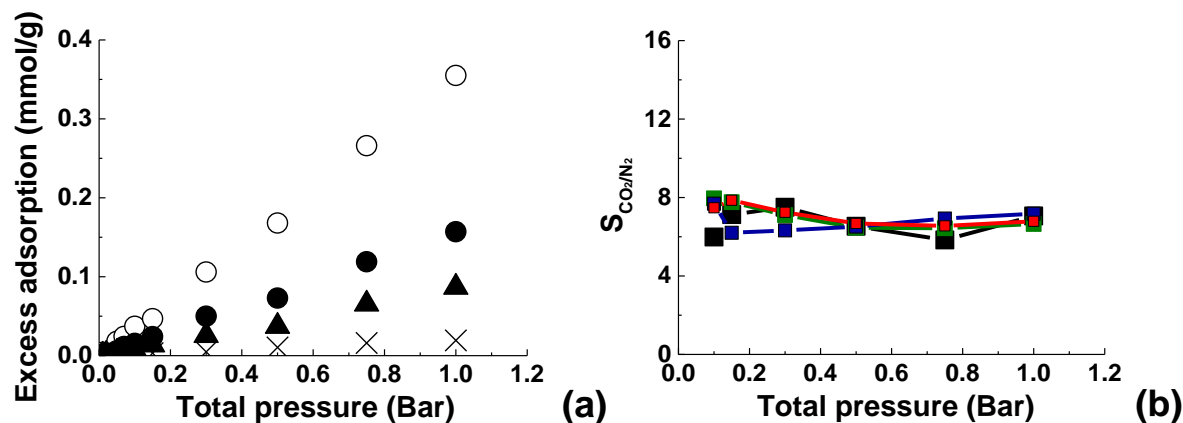 Excess adsorption (mmol/g)
0.4
0.3
0.2
0.1
0.0
0.0 0.2 0.4 0.6 0.8 1.0 1.2
Total pressure (Bar)
(a)
S CO₂/N₂
16
12
8
4
0
0.0 0.2 0.4 0.6 0.8 1.0 1.2
Total pressure (Bar)
(b)